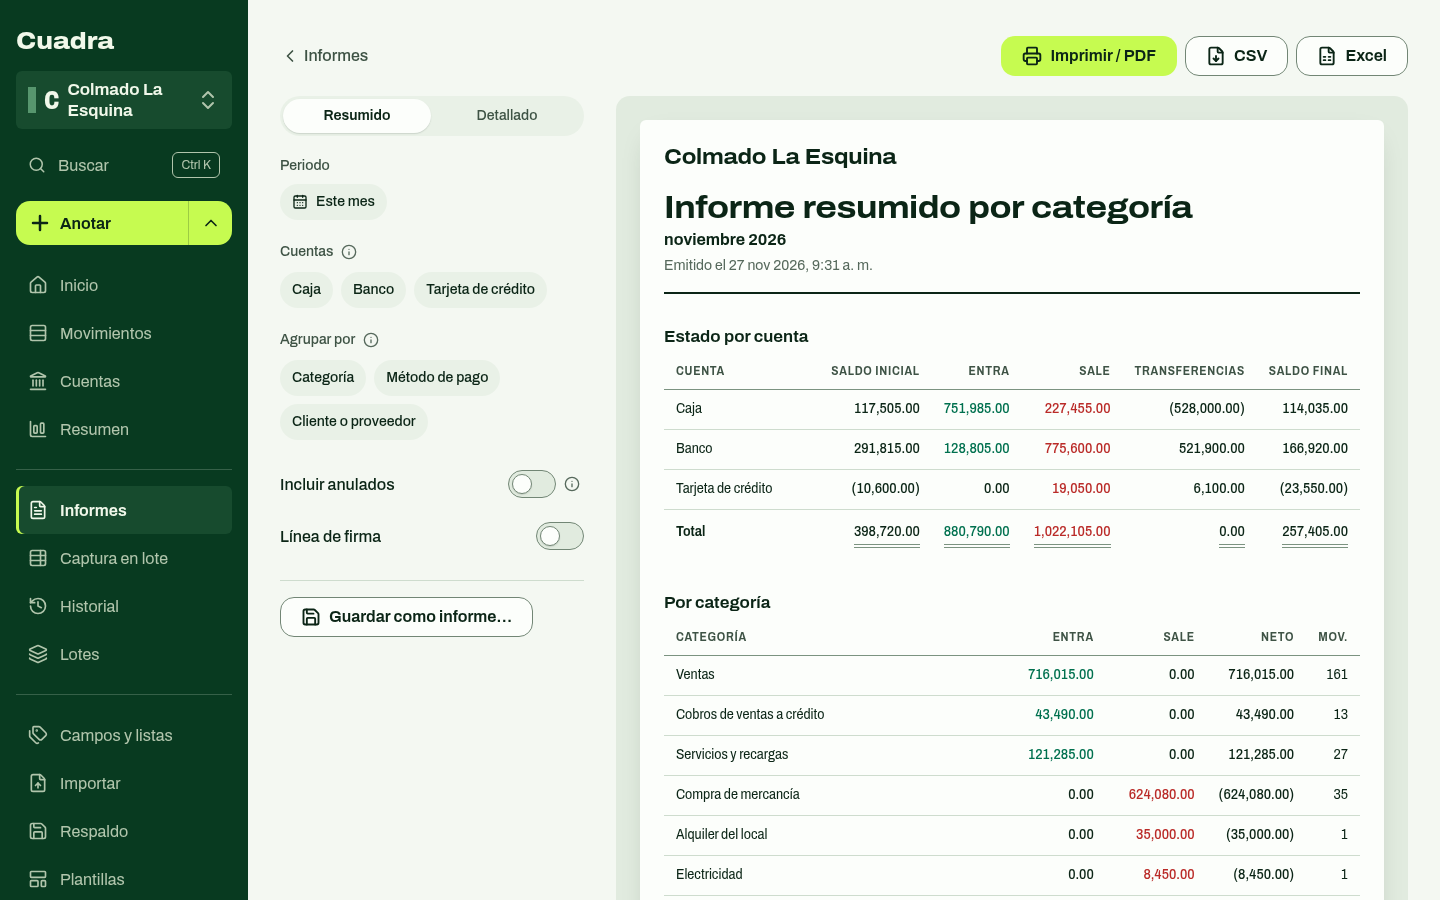 Cuadra
C
Colmado La
Esquina
Buscar
Ctrl K
Anotar
Inicio
Movimientos
Cuentas
Resumen
Informes
Captura en lote
Historial
Lotes
Campos y listas
Importar
Respaldo
Plantillas
Informes
Imprimir / PDF
CSV
Excel
Resumido
Detallado
Periodo
Este mes
Cuentas
Caja
Banco
Tarjeta de crédito
Agrupar por
Categoría
Método de pago
Cliente o proveedor
Incluir anulados
Línea de firma
Guardar como informe...
Colmado La Esquina
Informe resumido por categoría
noviembre 2026
Emitido el 27 nov 2026, 9:31 a. m.
Estado por cuenta
CUENTA SALDO INICIAL ENTRA SALE TRANSFERENCIAS SALDO FINAL
Caja 117,505.00 751,985.00 227,455.00 (528,000.00) 114,035.00
Banco 291,815.00 128,805.00 775,600.00 521,900.00 166,920.00
Tarjeta de crédito (10,600.00) 0.00 19,050.00 6,100.00 (23,550.00)
Total 398,720.00 880,790.00 1,022,105.00 0.00 257,405.00
Por categoría
CATEGORÍA ENTRA SALE NETO MOV.
Ventas 716,015.00 0.00 716,015.00 161
Cobros de ventas a crédito 43,490.00 0.00 43,490.00 13
Servicios y recargas 121,285.00 0.00 121,285.00 27
Compra de mercancía 0.00 624,080.00 (624,080.00) 35
Alquiler del local 0.00 35,000.00 (35,000.00) 1
Electricidad 0.00 8,450.00 (8,450.00) 1